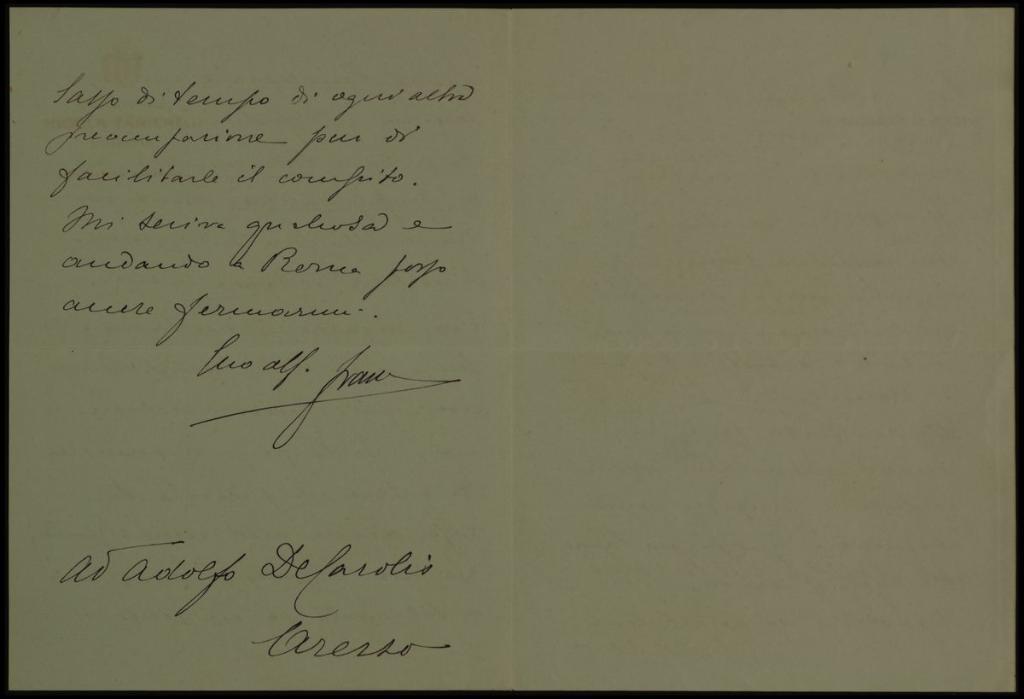 lasso di tempo di ogni altra
preoccupazione pur di
facilitarle il compito.
Mi scriva qualcosa e
andando a Roma posso
anche fermarmi.
Suo aff.
Ad Adolfo De Carolis
Arezzo